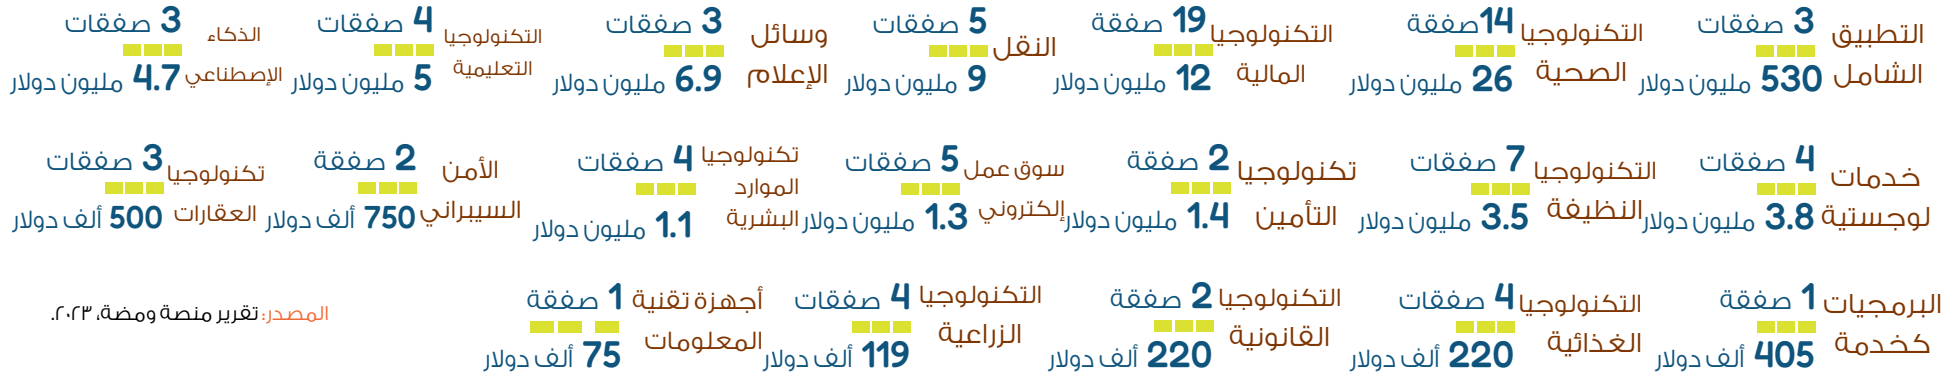 التطبيق الشامل
3 صفقات
530 مليون دولار
التكنولوجيا الصحية
14 صفقة
26 مليون دولار
التكنولوجيا المالية
19 صفقة
12 مليون دولار
النقل
5 صفقات
9 مليون دولار
وسائل الإعلام
3 صفقات
6.9 مليون دولار
التكنولوجيا التعليمية
4 صفقات
5 مليون دولار
الذكاء الإصطناعي
3 صفقات
4.7 مليون دولار
خدمات لوجستية
4 صفقات
3.8 مليون دولار
التكنولوجيا النظيفة
7 صفقات
3.5 مليون دولار
تكنولوجيا التأمين
2 صفقة
1.4 مليون دولار
سوق عمل إلكتروني
5 صفقات
1.3 مليون دولار
تكنولوجيا الموارد البشرية
4 صفقات
1.1 مليون دولار
الأمن السيبراني
2 صفقة
750 ألف دولار
تكنولوجيا العقارات
3 صفقات
500 ألف دولار
البرمجيات كخدمة
1 صفقة
405 ألف دولار
التكنولوجيا الغذائية
4 صفقات
220 ألف دولار
التكنولوجيا القانونية
2 صفقة
220 ألف دولار
التكنولوجيا الزراعية
4 صفقات
119 ألف دولار
أجهزة تقنية المعلومات
1 صفقة
75 ألف دولار
المصدر: تقرير منصة ومضة، ٢٠٢٣.